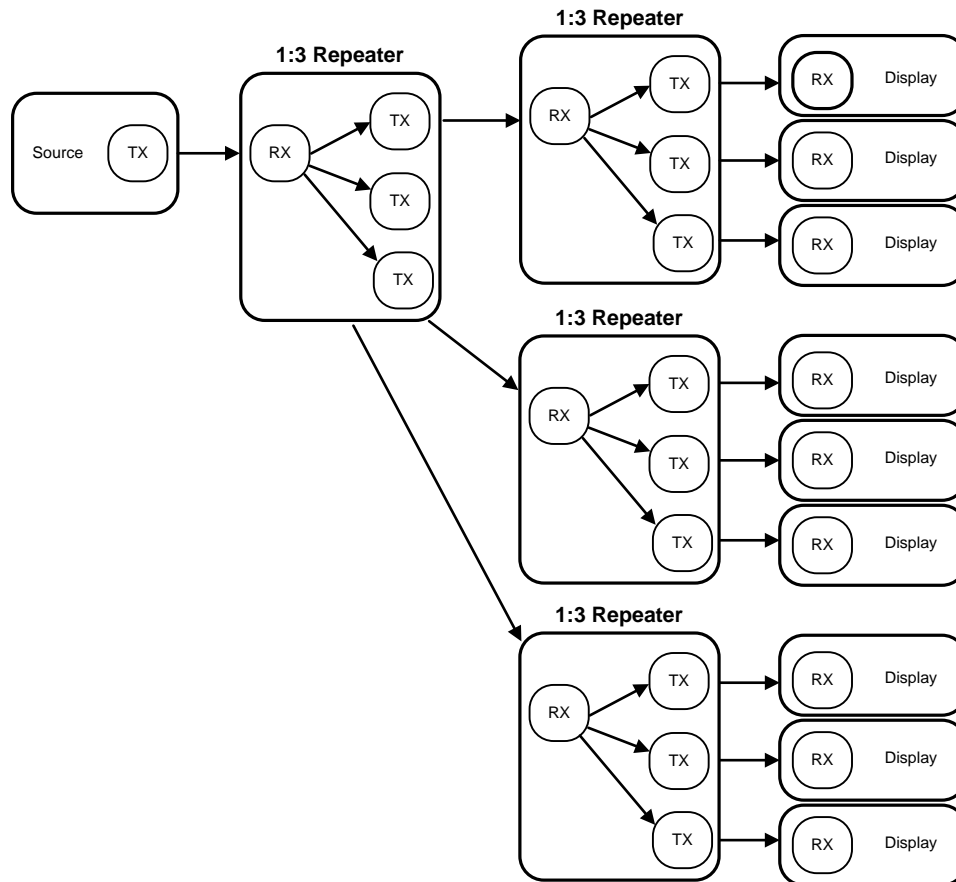 1:3 Repeater
1:3 Repeater
Source
TX
RX
TX
TX
TX
RX
TX
TX
TX
RX
Display
RX
Display
RX
Display
1:3 Repeater
RX
TX
TX
TX
RX
Display
RX
Display
RX
Display
1:3 Repeater
RX
TX
TX
TX
RX
Display
RX
Display
RX
Display